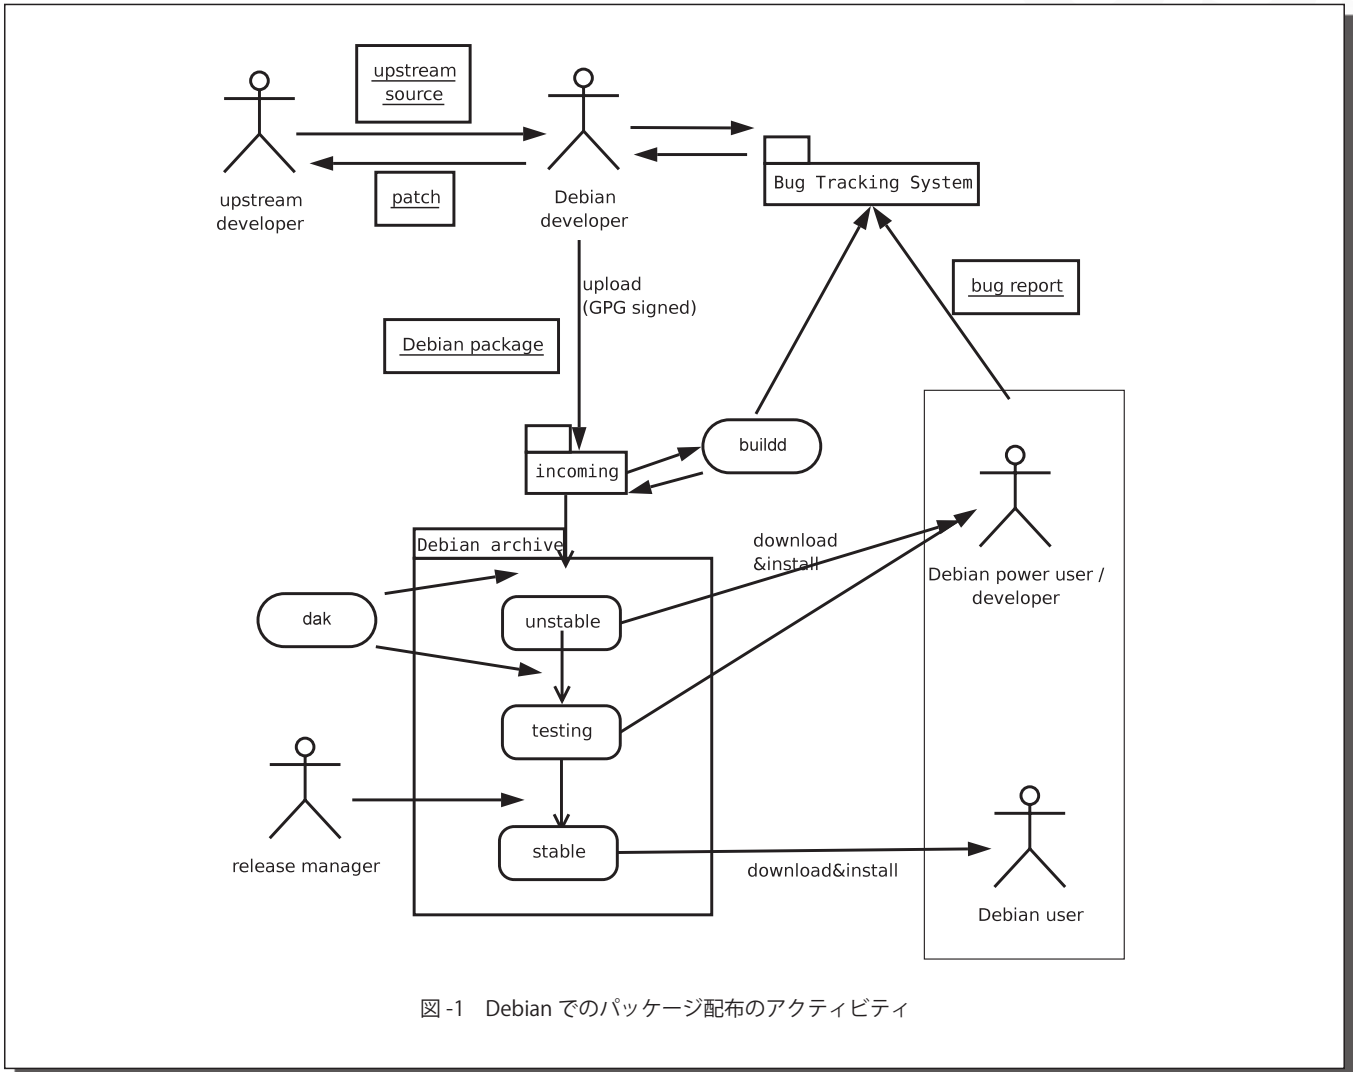 upstream
source
upstream
developer
patch
Debian
developer
Bug Tracking System
upload
(GPG signed)
bug report
Debian package
buildd
incoming
Debian archive
download
&install
Debian power user /
developer
dak
unstable
testing
release manager
stable
download&install
Debian user
図 -1　Debian でのパッケージ配布のアクティビティ